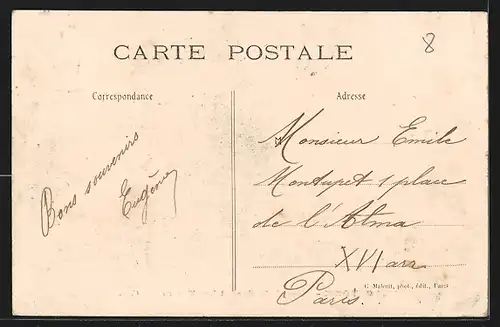 CARTE POSTALE
8
Correspondance
Adresse
Bons souvenirs
Eugène
Monsieur Emile
Montupet 1 place
de l'Alma
XVI arr
Paris.
G. Malenit, phot., édit., Paris